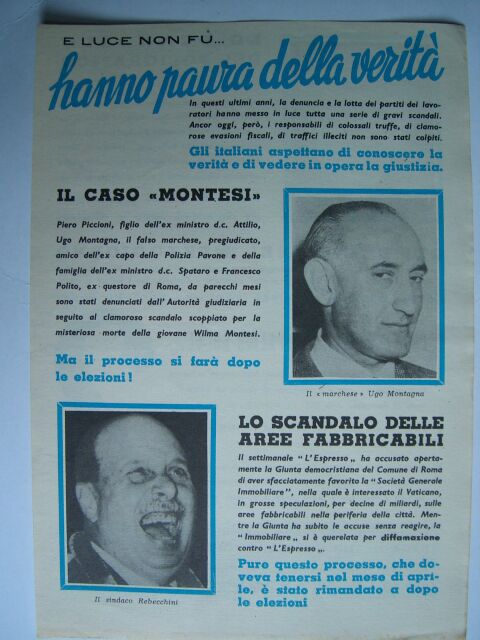 E LUCE NON FÙ...
hanno paura della verità
In questi ultimi anni, la denuncia e la lotta dei partiti dei lavo-
ratori hanno messo in luce tutta una serie di gravi scandali.
Ancor oggi, però, i responsabili di colossali truffe, di clamo-
rose evasioni fiscali, di traffici illeciti non sono stati colpiti.
Gli italiani aspettano di conoscere la
verità e di vedere in opera la giustizia.
IL CASO «MONTESI»
Piero Piccioni, figlio dell'ex ministro d.c. Attilio,
Ugo Montagna, il falso marchese, pregiudicato,
amico dell'ex capo della Polizia Pavone e della
famiglia dell'ex ministro d.c. Spataro e Francesco
Polito, ex questore di Roma, da parecchi mesi
sono stati denunciati dall'Autorità giudiziaria in
seguito al clamoroso scandalo scoppiato per la
misteriosa morte della giovane Wilma Montesi.
Ma il processo si farà dopo
le elezioni!
Il «marchese» Ugo Montagna
LO SCANDALO DELLE
AREE FABBRICABILI
Il settimanale "L'Espresso„ ha accusato aperta-
mente la Giunta democristiana del Comune di Roma
di aver sfacciatamente favorito la "Società Generale
Immobiliare", nella quale è interessato il Vaticano,
in grosse speculazioni, per decine di miliardi, sulle
aree fabbricabili nella periferia della città. Men-
tre la Giunta ha subito le accuse senza reagire, la
"Immobiliare„ si è querelata per diffamazione
contro "L'Espresso„.
Pure questo processo, che do-
veva tenersi nel mese di apri-
le, è stato rimandato a dopo
le elezioni
Il sindaco Rebecchini